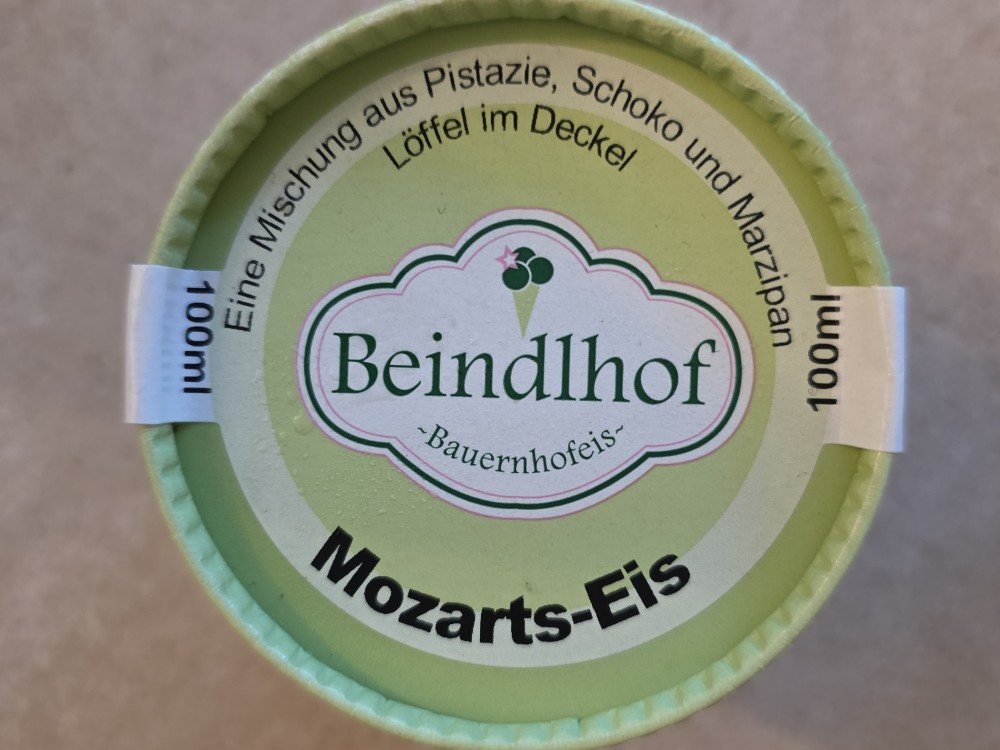 Eine Mischung aus Pistazie, Schoko und Marzipan
Löffel im Deckel
100ml
Beindlhof
~Bauernhofeis~
100ml
Mozarts-Eis